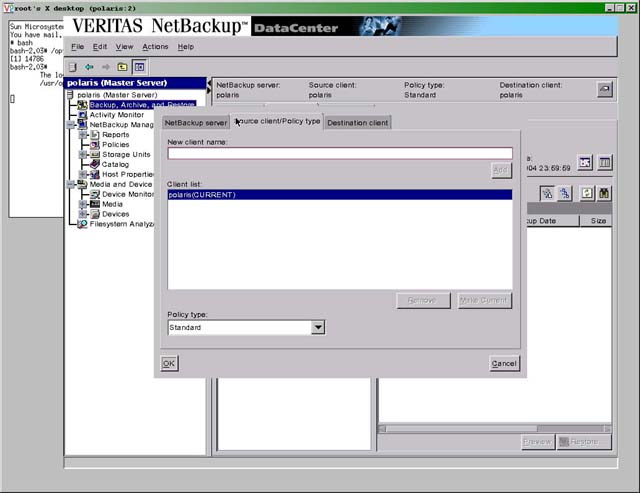 root's X desktop (polaris:2)
Sun Microsys
You have mail.
# bash
bash-2.03# /op
[1] 14786
bash-2.03#
The lo
/usr/o
VERITAS NetBackup™ DataCenter
File Edit View Actions Help
polaris (Master Server)
polaris (Master Server)
Backup, Archive, and Restore
Activity Monitor
NetBackup Manag
Reports
Policies
Storage Units
Catalog
Host Properties
Media and Device
Device Monitor
Media
Devices
Filesystem Analyza
NetBackup server: Source client: Policy type: Destination client:
polaris polaris Standard polaris
NetBackup server Source client/Policy type Destination client
New client name:
Add
Client list:
polaris(CURRENT)
Remove Make Current
Policy type:
Standard
OK Cancel
004 23:59:59
kup Date Size
Preview Restore...